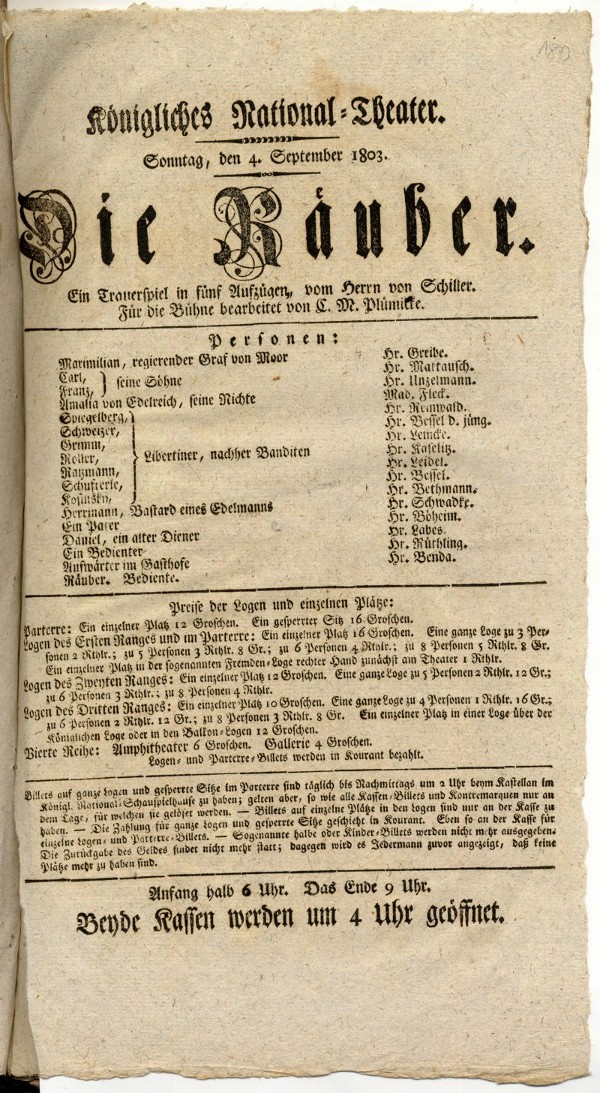 180
Königliches National-Theater.
Sonntag, den 4. September 1803.
Die Räuber.
Ein Trauerspiel in fünf Aufzügen, vom Herrn von Schiller.
Für die Bühne bearbeitet von C. M. Plümicke.
Personen:
Maximilian, regierender Graf von Moor Hr. Greibe.
Carl, Hr. Mattausch.
Franz, } seine Söhne Hr. Unzelmann.
Amalia von Edelreich, seine Nichte Mad. Fleck.
Spiegelberg, Hr. Reinwald.
Schweizer, Hr. Bessel d. jüng.
Grimm, Hr. Lemcke.
Roller, } Libertiner, nachher Banditen Hr. Kaselitz.
Razmann, Hr. Leidel.
Schufterle, Hr. Bessel.
Kosinsky, Hr. Bethmann.
Herrmann, Bastard eines Edelmanns Hr. Schwadke.
Ein Pater Hr. Böheim.
Daniel, ein alter Diener Hr. Labes.
Ein Bedienter Hr. Rüthling.
Aufwärter im Gasthofe Hr. Benda.
Räuber. Bediente.
Preise der Logen und einzelnen Plätze:
Parterre: Ein einzelner Platz 12 Groschen. Ein gesperrter Sitz 16 Groschen.
Logen des Ersten Ranges und im Parterre: Ein einzelner Platz 16 Groschen. Eine ganze Loge zu 3 Per-
sonen 2 Rthlr.; zu 5 Personen 3 Rthlr. 8 Gr.; zu 6 Personen 4 Rthlr.; zu 8 Personen 5 Rthlr. 8 Gr.
Ein einzelner Platz in der sogenannten Fremden-Loge rechter Hand zunächst am Theater 1 Rthlr.
Logen des Zweyten Ranges: Ein einzelner Platz 12 Groschen. Eine ganze Loge zu 5 Personen 2 Rthlr. 12 Gr.;
zu 6 Personen 3 Rthlr.; zu 8 Personen 4 Rthlr.
Logen des Dritten Ranges: Ein einzelner Platz 10 Groschen. Eine ganze Loge zu 4 Personen 1 Rthlr. 16 Gr.;
zu 6 Personen 2 Rthlr. 12 Gr.; zu 8 Personen 3 Rthlr. 8 Gr. Ein einzelner Platz in einer Loge über der
Königlichen Loge oder in den Balkon-Logen 12 Groschen.
Vierte Reihe: Amphitheater 6 Groschen. Gallerie 4 Groschen.
Logen- und Parterre-Billets werden in Kourant bezahlt.
Billets auf ganze Logen und gesperrte Sitze im Parterre sind täglich bis Nachmittags um 2 Uhr beym Kastellan im
Königl. National-Schauspielhause zu haben; gelten aber, so wie alle Kassen-Billets und Kontremarquen nur an
dem Tage, für welchen sie gelöset werden. — Billets auf einzelne Plätze in den Logen sind nur an der Kasse zu
haben. — Die Zahlung für ganze Logen und gesperrte Sitze geschieht in Kourant. Eben so an der Kasse für
einzelne Logen- und Parterre-Billets. — Sogenannte halbe oder Kinder-Billets werden nicht mehr ausgegeben.
Die Zurückgabe des Geldes findet nicht mehr statt; dagegen wird es Jedermann zuvor angezeigt, daß keine
Plätze mehr zu haben sind.
Anfang halb 6 Uhr. Das Ende 9 Uhr.
Beyde Kassen werden um 4 Uhr geöffnet.